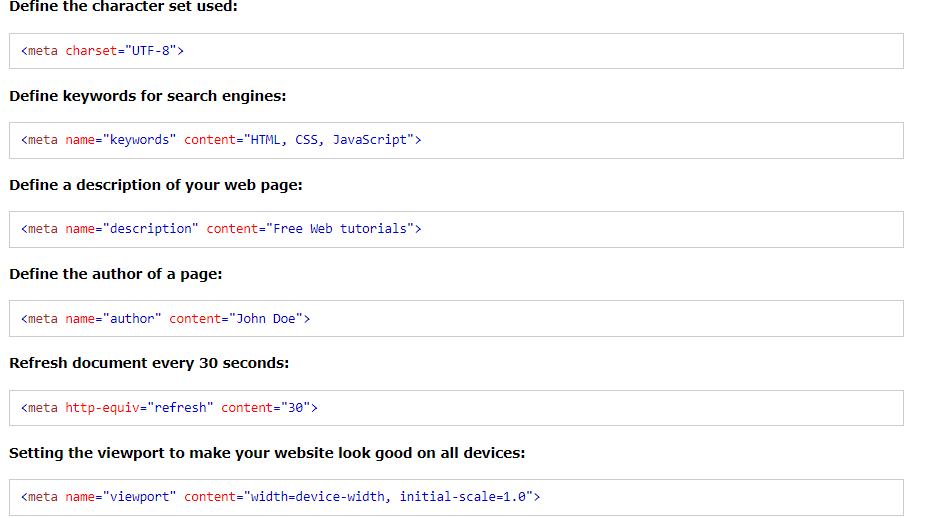 Define the character set used:
<meta charset="UTF-8">
Define keywords for search engines:
<meta name="keywords" content="HTML, CSS, JavaScript">
Define a description of your web page:
<meta name="description" content="Free Web tutorials">
Define the author of a page:
<meta name="author" content="John Doe">
Refresh document every 30 seconds:
<meta http-equiv="refresh" content="30">
Setting the viewport to make your website look good on all devices:
<meta name="viewport" content="width=device-width, initial-scale=1.0">